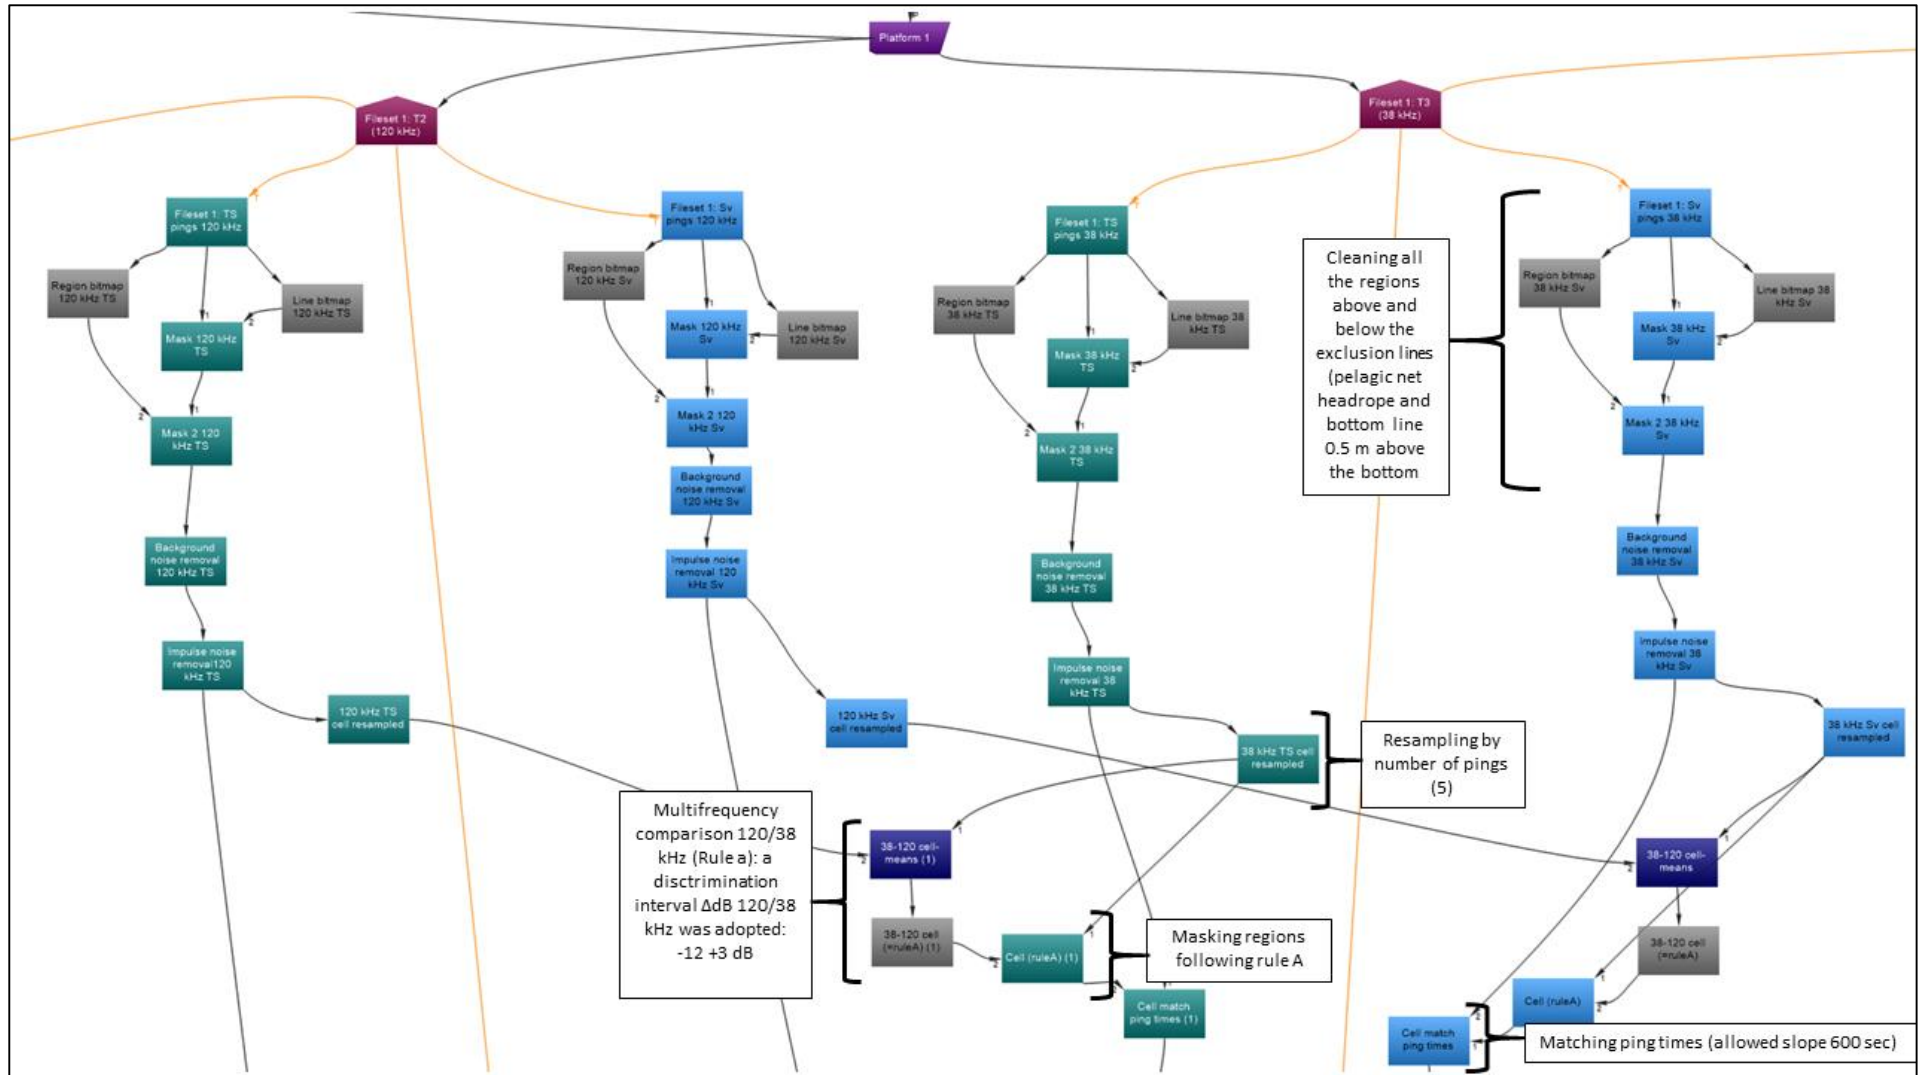 Platform 1
Fileset 1: T2
(120 kHz)
Fileset 1: T3
(38 kHz)
Fileset 1: TS
pings 120 kHz
Region bitmap
120 kHz TS
Line bitmap
120 kHz TS
Mask 120 kHz
TS
Mask 2 120
kHz TS
Background
noise removal
120 kHz TS
Impulse noise
removal120
kHz TS
120 kHz TS
cell resampled
Fileset 1: Sv
pings 120 kHz
Region bitmap
120 kHz Sv
Mask 120 kHz
Sv
Line bitmap
120 kHz Sv
Mask 2 120
kHz Sv
Background
noise removal
120 kHz Sv
Impulse noise
removal 120
kHz Sv
120 kHz Sv
cell resampled
Fileset 1: TS
pings 38 kHz
Region bitmap
38 kHz TS
Line bitmap 38
kHz TS
Mask 38 kHz
TS
Mask 2 38 kHz
TS
Background
noise removal
38 kHz TS
Impulse noise
removal 38
kHz TS
38 kHz TS cell
resampled
Cleaning all
the regions
above and
below the
exclusion lines
(pelagic net
headrope and
bottom line
0.5 m above
the bottom
Fileset 1: Sv
pings 38 kHz
Region bitmap
38 kHz Sv
Line bitmap 38
kHz Sv
Mask 38 kHz
Sv
Mask 2 38 kHz
Sv
Background
noise removal
38 kHz Sv
Impulse noise
removal 38
kHz Sv
38 kHz Sv cell
resampled
Resampling by
number of pings
(5)
Multifrequency
comparison 120/38
kHz (Rule a): a
disctrimination
interval ΔdB 120/38
kHz was adopted:
-12 +3 dB
38-120 cell-
means (1)
38-120 cell
(=ruleA) (1)
Cell (ruleA) (1)
Masking regions
following rule A
Cell match
ping times (1)
38-120 cell-
means
38-120 cell
(=ruleA)
Cell (ruleA)
Cell match
ping times
Matching ping times (allowed slope 600 sec)